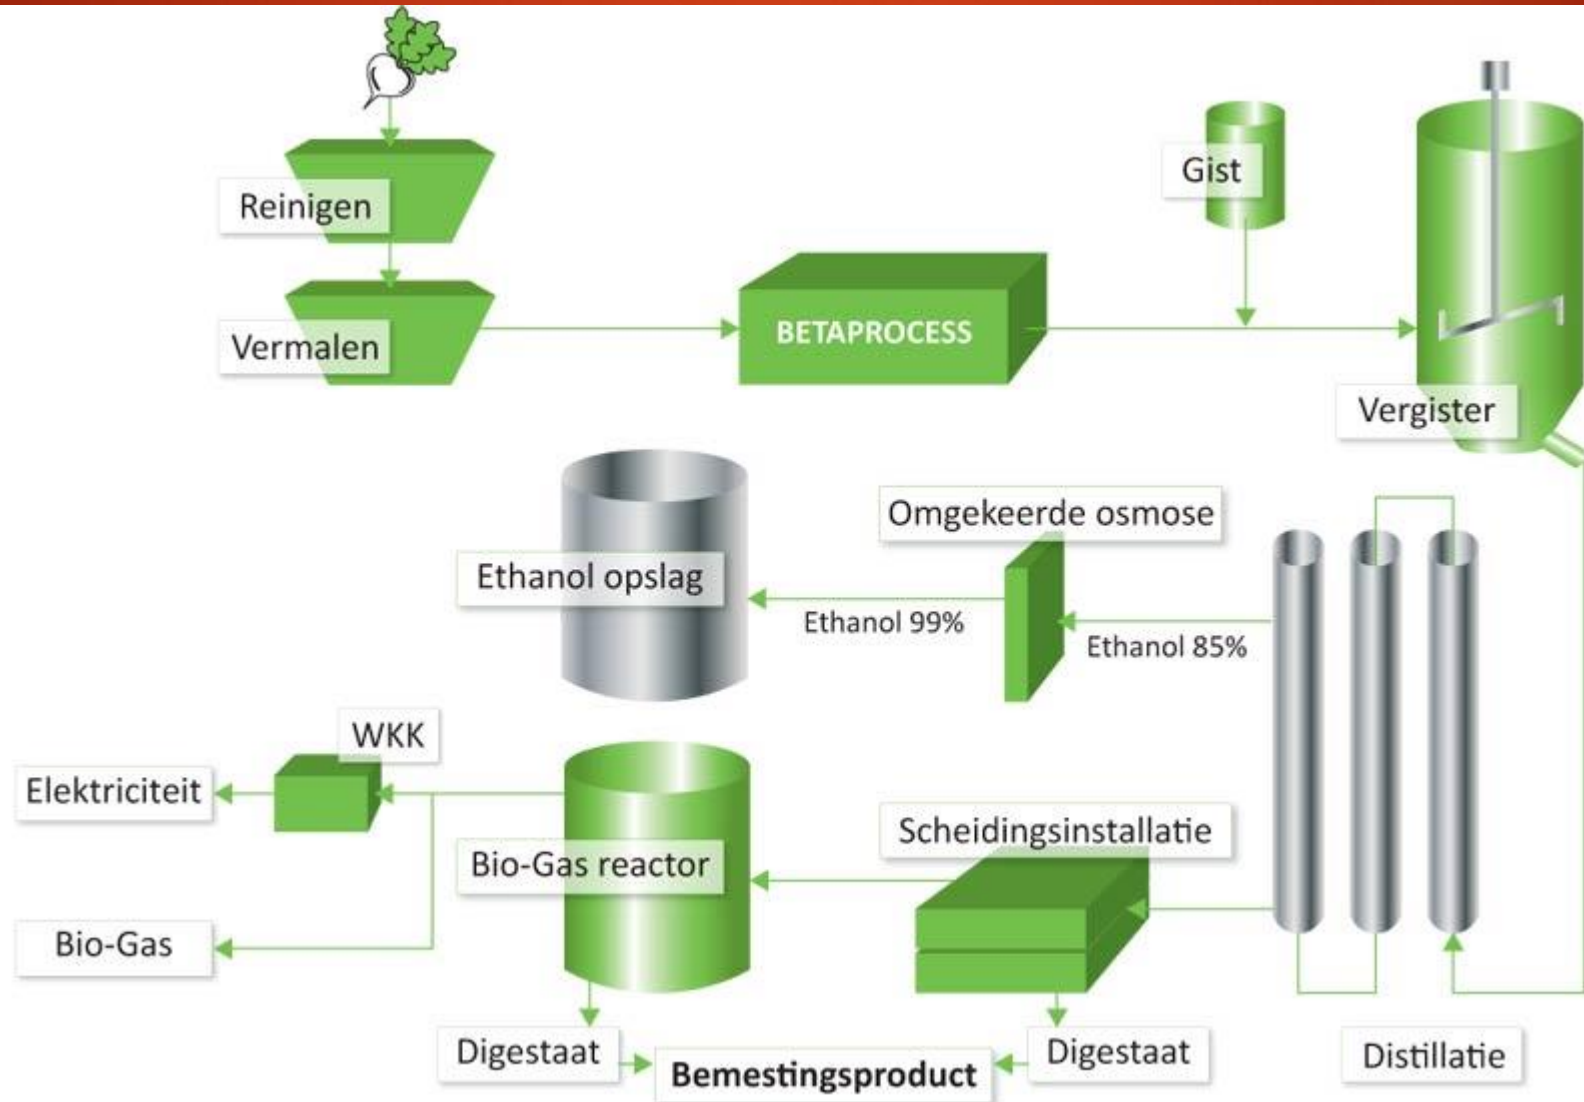 Gist
Reinigen
BETAPROCESS
Vermalen
Vergister
Omgekeerde osmose
Ethanol opslag
Ethanol 99%
Ethanol 85%
WKK
Elektriciteit
Scheidingsinstallatie
Bio-Gas reactor
Bio-Gas
Digestaat
Bemestingsproduct
Digestaat
Distillatie